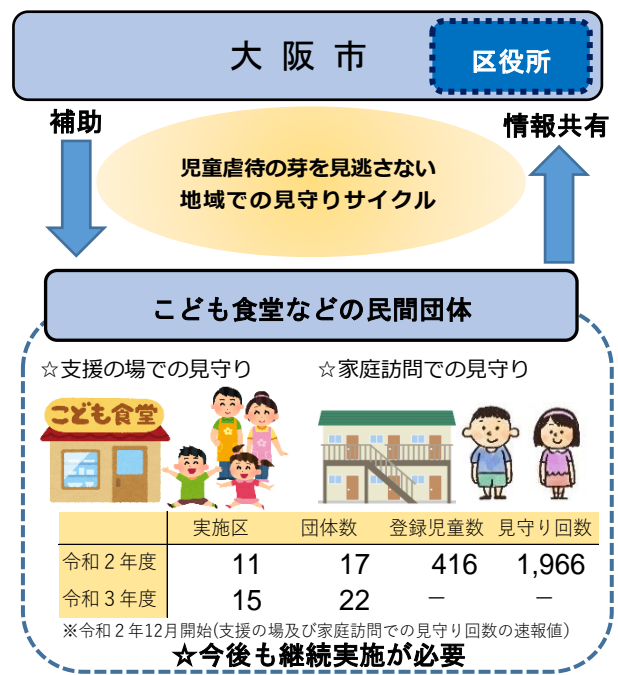 大阪市
区役所
補助
情報共有
児童虐待の芽を見逃さない
地域での見守りサイクル
こども食堂などの民間団体
☆支援の場での見守り
☆家庭訪問での見守り
こども食堂
実施区 団体数 登録児童数 見守り回数
令和2年度 11 17 416 1,966
令和3年度 15 22 － －
※令和2年12月開始(支援の場及び家庭訪問での見守り回数の速報値)
☆今後も継続実施が必要